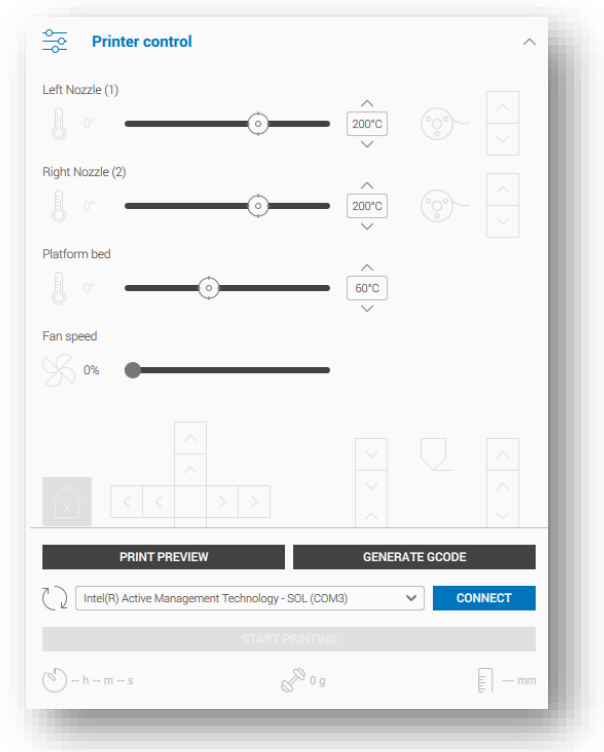 Printer control
Left Nozzle (1)
0°
200°C
Right Nozzle (2)
0°
200°C
Platform bed
0°
60°C
Fan speed
0%
X
PRINT PREVIEW
GENERATE GCODE
Intel(R) Active Management Technology - SOL (COM3)
CONNECT
START PRINTING
-- h -- m -- s
0 g
--- mm